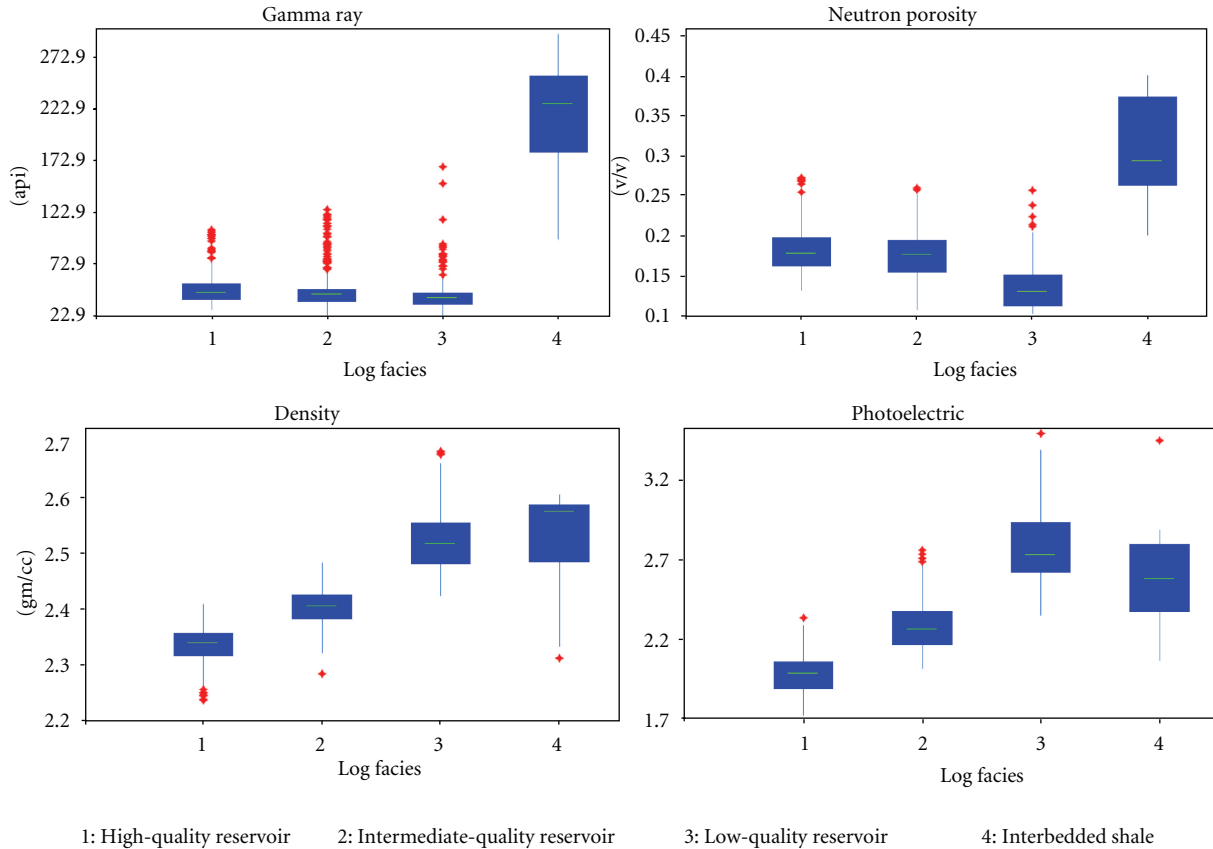 Gamma ray
272.9
222.9
172.9
122.9
72.9
22.9
(api)
1 2 3 4
Log facies
Neutron porosity
0.45
0.4
0.3
0.25
0.2
0.15
0.1
(v/v)
1 2 3 4
Log facies
Density
2.7
2.6
2.5
2.4
2.3
2.2
(gm/cc)
1 2 3 4
Log facies
Photoelectric
3.2
2.7
2.2
1.7
1 2 3 4
Log facies
1: High-quality reservoir 2: Intermediate-quality reservoir 3: Low-quality reservoir 4: Interbedded shale